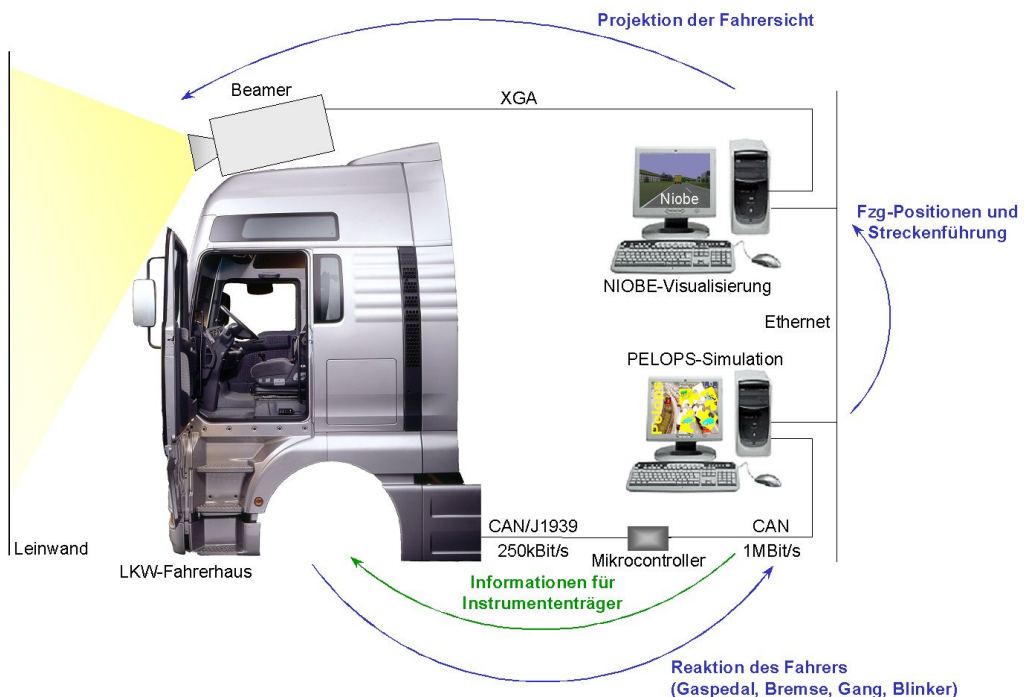 Projektion der Fahrersicht
Beamer
XGA
Niobe
Fzg-Positionen und
Streckenführung
NIOBE-Visualisierung
Ethernet
PELOPS-Simulation
Pelops
Leinwand
LKW-Fahrerhaus
CAN/J1939
250kBit/s
Mikrocontroller
CAN
1MBit/s
Informationen für
Instrumententräger
Reaktion des Fahrers
(Gaspedal, Bremse, Gang, Blinker)